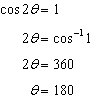 cos 2θ = 1
2θ = cos⁻¹1
2θ = 360
θ = 180